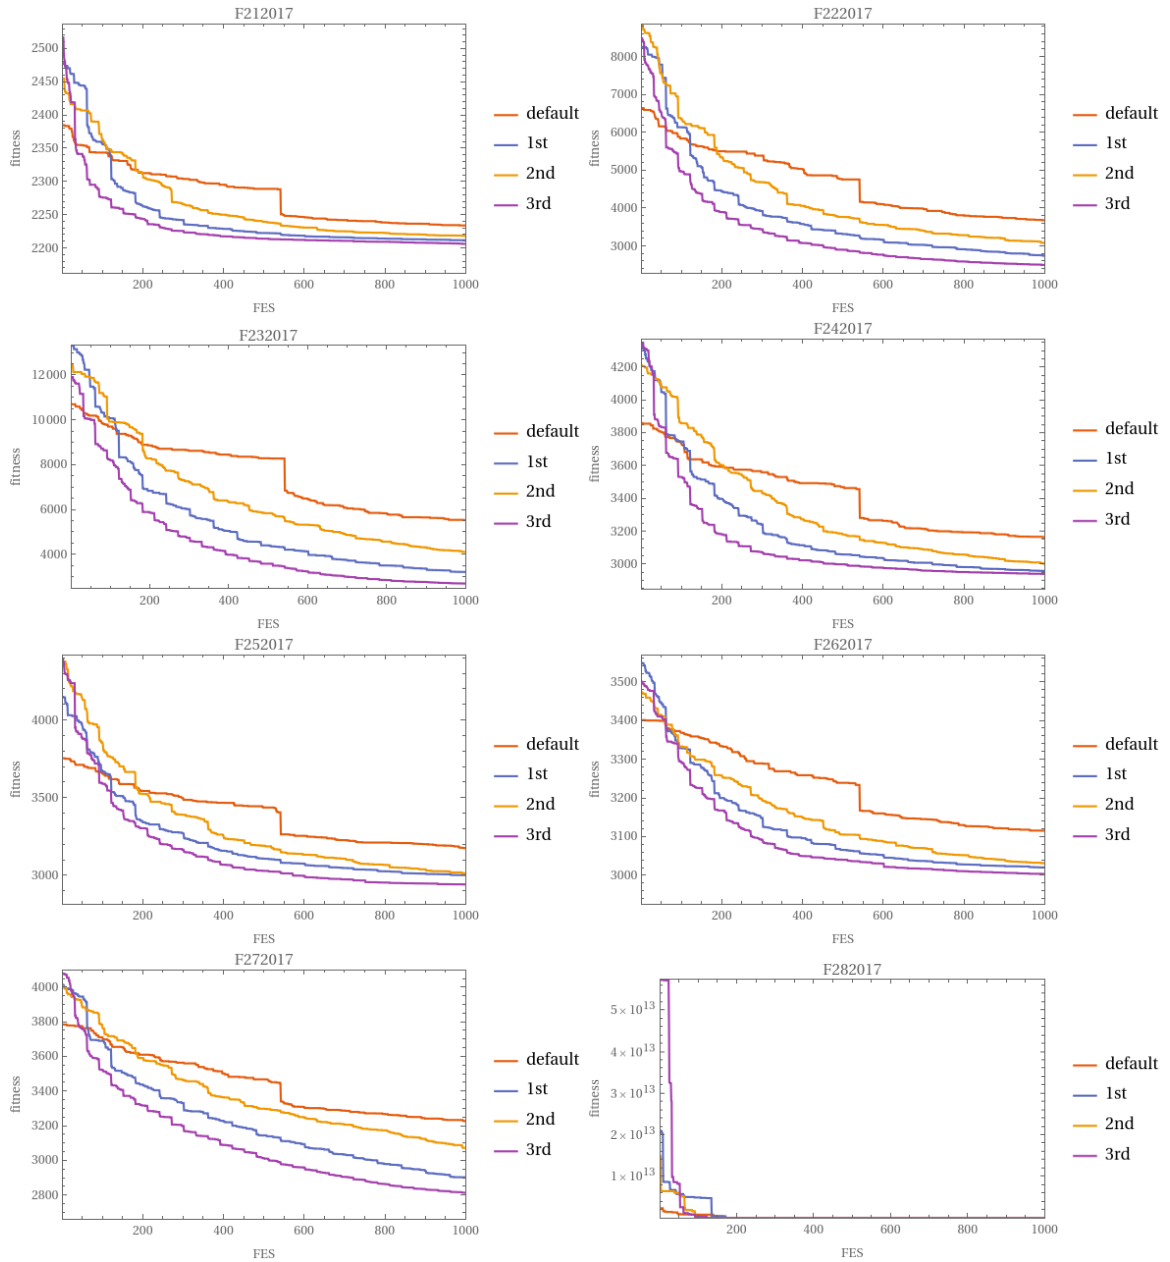 F212017
fitness
2500
2450
2400
2350
2300
2250
2200
200 400 600 800 1000
FES
default
1st
2nd
3rd
F222017
fitness
8000
7000
6000
5000
4000
3000
200 400 600 800 1000
FES
default
1st
2nd
3rd
F232017
fitness
12000
10000
8000
6000
4000
200 400 600 800 1000
FES
default
1st
2nd
3rd
F242017
fitness
4200
4000
3800
3600
3400
3200
3000
200 400 600 800 1000
FES
default
1st
2nd
3rd
F252017
fitness
4000
3500
3000
200 400 600 800 1000
FES
default
1st
2nd
3rd
F262017
fitness
3500
3400
3300
3200
3100
3000
200 400 600 800 1000
FES
default
1st
2nd
3rd
F272017
fitness
4000
3800
3600
3400
3200
3000
2800
200 400 600 800 1000
FES
default
1st
2nd
3rd
F282017
fitness
5 × 10¹³
4 × 10¹³
3 × 10¹³
2 × 10¹³
1 × 10¹³
200 400 600 800 1000
FES
default
1st
2nd
3rd